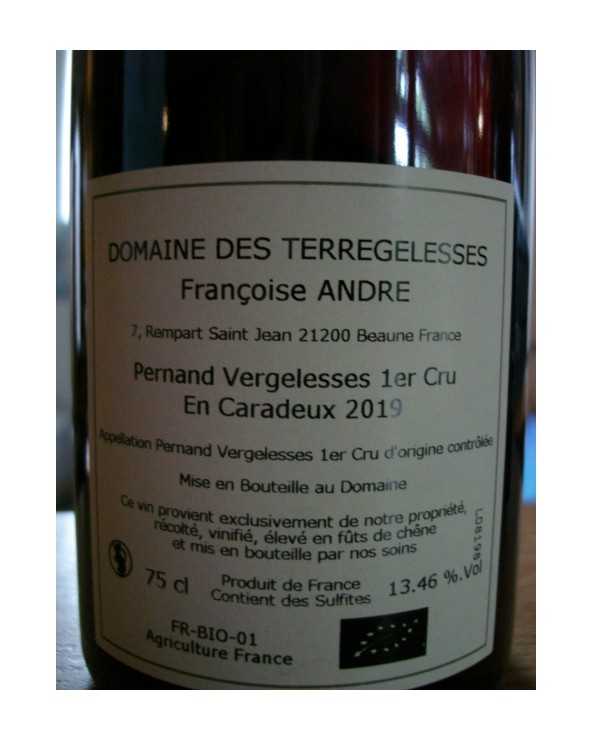 DOMAINE DES TERREGELESSES
Françoise ANDRE
7, Rempart Saint Jean 21200 Beaune France
Pernand Vergelesses 1er Cru
En Caradeux 2019
Appellation Pernand Vergelesses 1er Cru d'origine contrôlée
Mise en Bouteille au Domaine
Ce vin provient exclusivement de notre propriété,
récolté, vinifié, élevé en fûts de chêne
et mis en bouteille par nos soins
75 cl
Produit de France
Contient des Sulfites
13.46 %.Vol
FR-BIO-01
Agriculture France